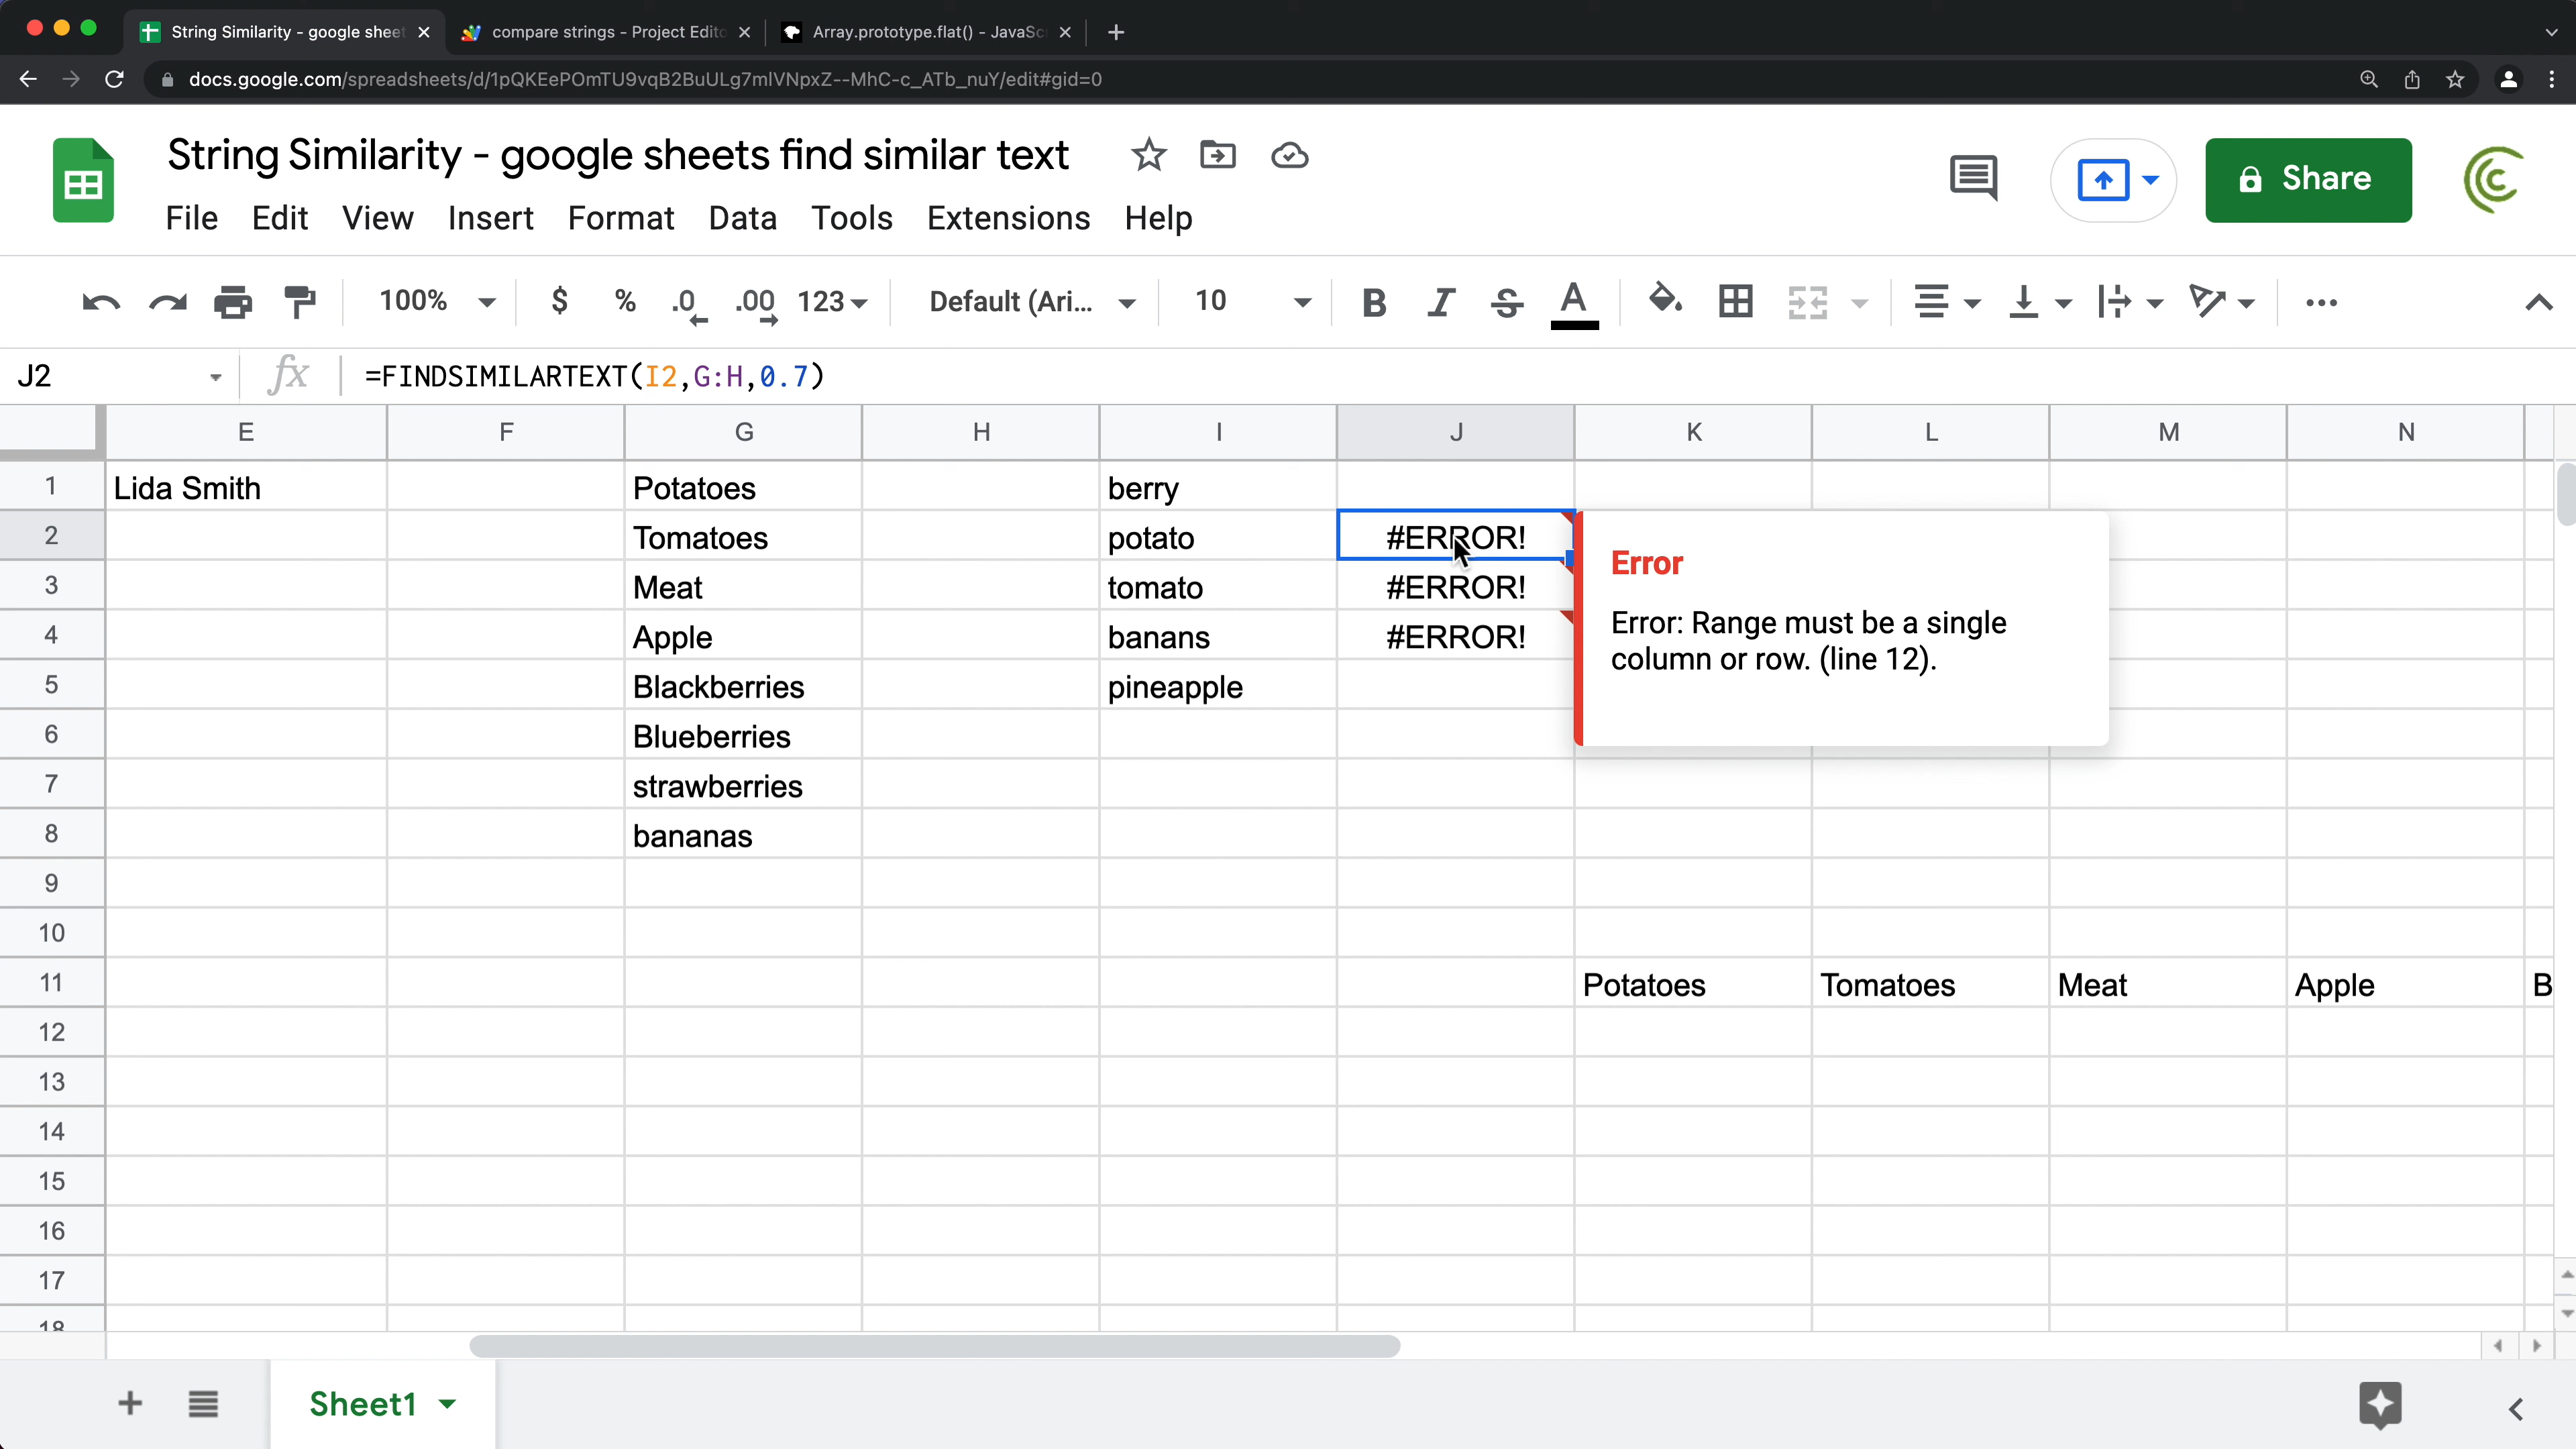 String Similarity - google sheet
compare strings - Project Edito
Array.prototype.flat() - JavaSc
docs.google.com/spreadsheets/d/1pQKEePOmTU9vqB2BuULg7mlVNpxZ--MhC-c_ATb_nuY/edit#gid=0
String Similarity - google sheets find similar text
File Edit View Insert Format Data Tools Extensions Help
Share
100% $ % .0 .00 123 Default (Ari... 10 B I S A
J2 fx =FINDSIMILARTEXT(I2,G:H,0.7)
E F G H I J K L M N
1 Lida Smith Potatoes berry
2 Tomatoes potato #ERROR!
3 Meat tomato #ERROR!
4 Apple banans #ERROR!
5 Blackberries pineapple
6 Blueberries
7 strawberries
8 bananas
9
10
11 Potatoes Tomatoes Meat Apple B
12
13
14
15
16
17
18
Error
Error: Range must be a single
column or row. (line 12).
Sheet1